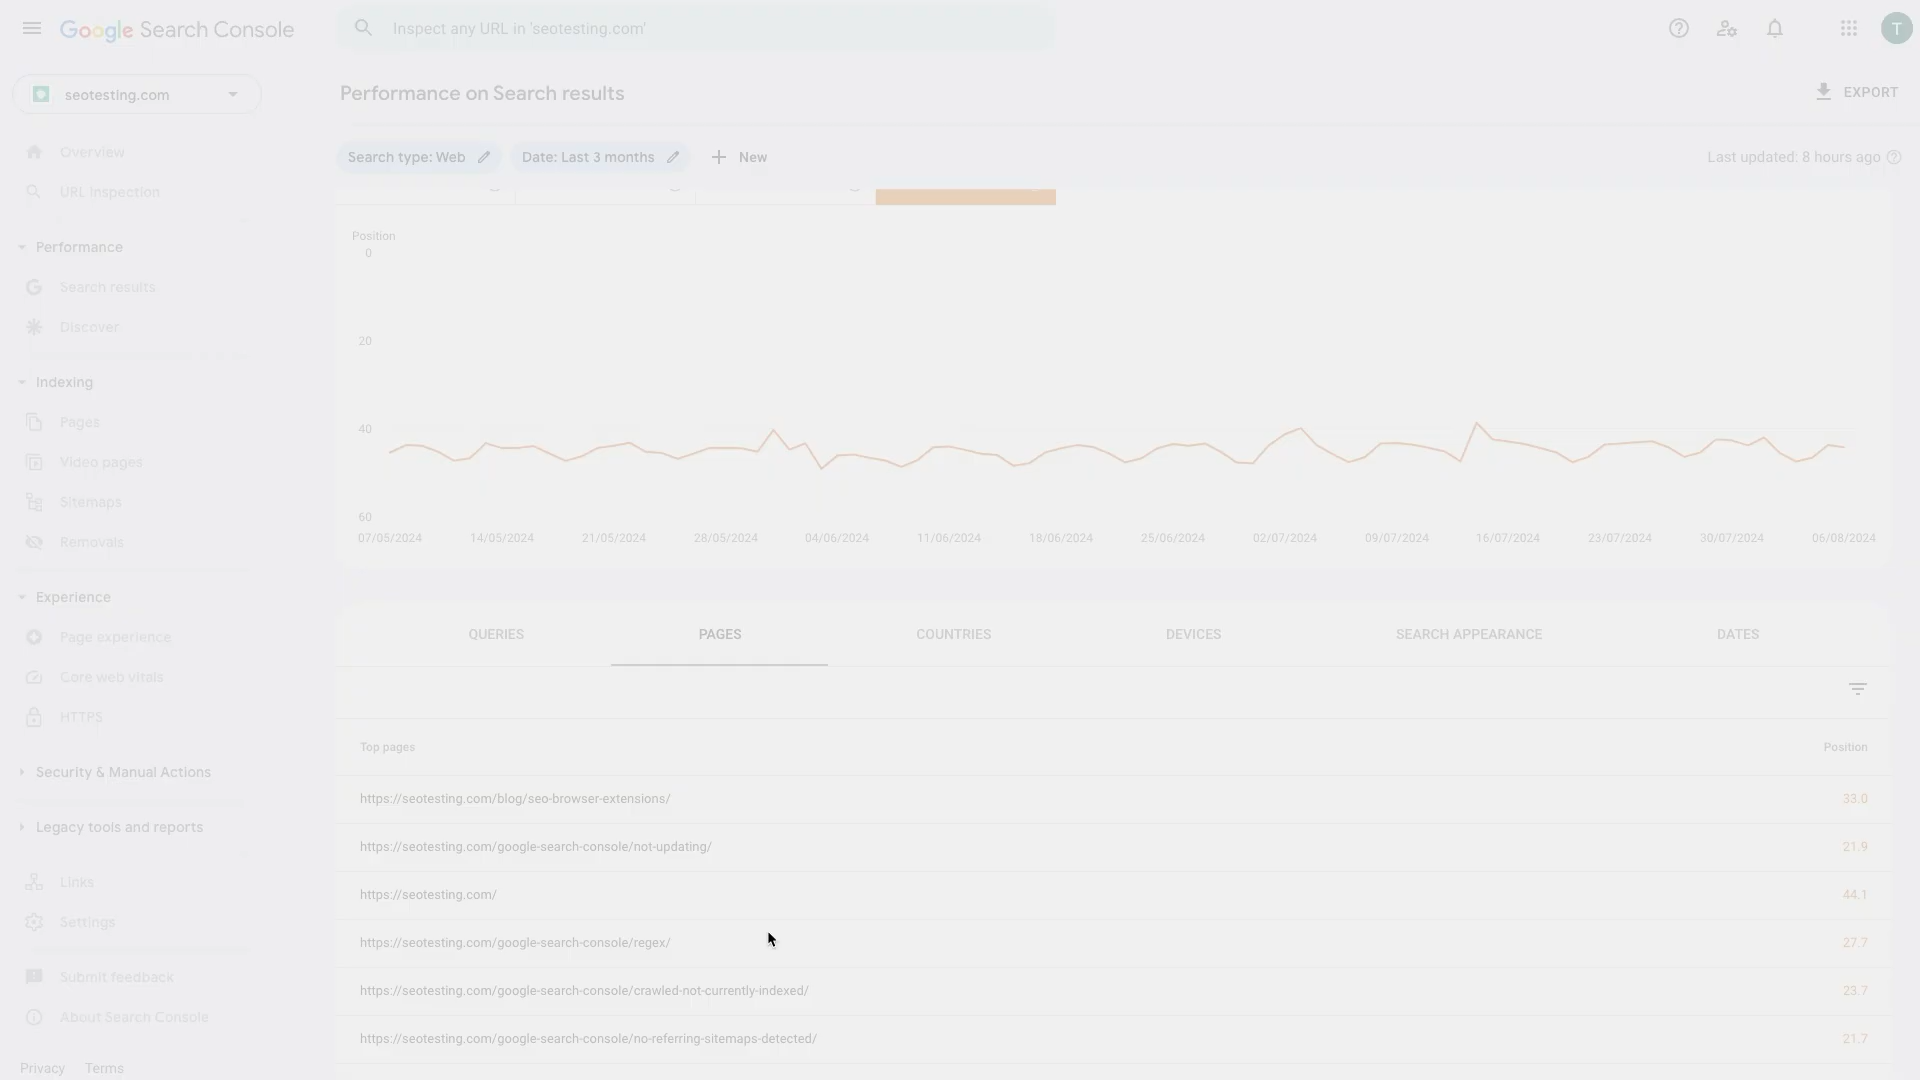 Google Search Console
Inspect any URL in 'seotesting.com'
T
seotesting.com
Performance on Search results
EXPORT
Search type: Web
Date: Last 3 months
New
Last updated: 8 hours ago
Overview
URL inspection
Performance
Search results
Discover
Indexing
Pages
Video pages
Sitemaps
Removals
Experience
Page experience
Core web vitals
HTTPS
Security & Manual Actions
Legacy tools and reports
Links
Settings
Submit feedback
About Search Console
Privacy Terms
Position
0
20
40
60
07/05/2024 14/05/2024 21/05/2024 28/05/2024 04/06/2024 11/06/2024 18/06/2024 25/06/2024 02/07/2024 09/07/2024 16/07/2024 23/07/2024 30/07/2024 06/08/2024
QUERIES PAGES COUNTRIES DEVICES SEARCH APPEARANCE DATES
Top pages Position
https://seotesting.com/blog/seo-browser-extensions/ 33.0
https://seotesting.com/google-search-console/not-updating/ 21.9
https://seotesting.com/ 44.1
https://seotesting.com/google-search-console/regex/ 27.7
https://seotesting.com/google-search-console/crawled-not-currently-indexed/ 23.7
https://seotesting.com/google-search-console/no-referring-sitemaps-detected/ 21.7